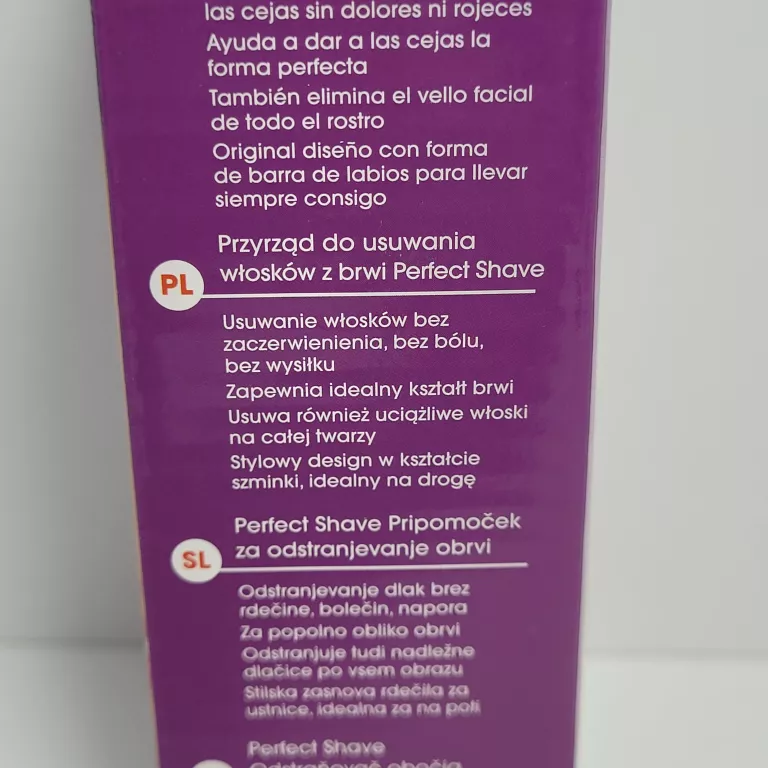 las cejas sin dolores ni rojeces
Ayuda a dar a las cejas la
forma perfecta
También elimina el vello facial
de todo el rostro
Original diseño con forma
de barra de labios para llevar
siempre consigo
Przyrząd do usuwania
włosków z brwi Perfect Shave
PL
Usuwanie włosków bez
zaczerwienienia, bez bólu,
bez wysiłku
Zapewnia idealny kształt brwi
Usuwa również uciążliwe włoski
na całej twarzy
Stylowy design w kształcie
szminki, idealny na drogę
Perfect Shave Pripomoček
za odstranjevanje obrvi
SL
Odstranjevanje dlak brez
rdečine, bolečin, napora
Za popolno obliko obrvi
Odstranjuje tudi nadležne
dlačice po vsem obrazu
Stilska zasnova rdečila za
ustnice, idealna za na poti
Perfect Shave